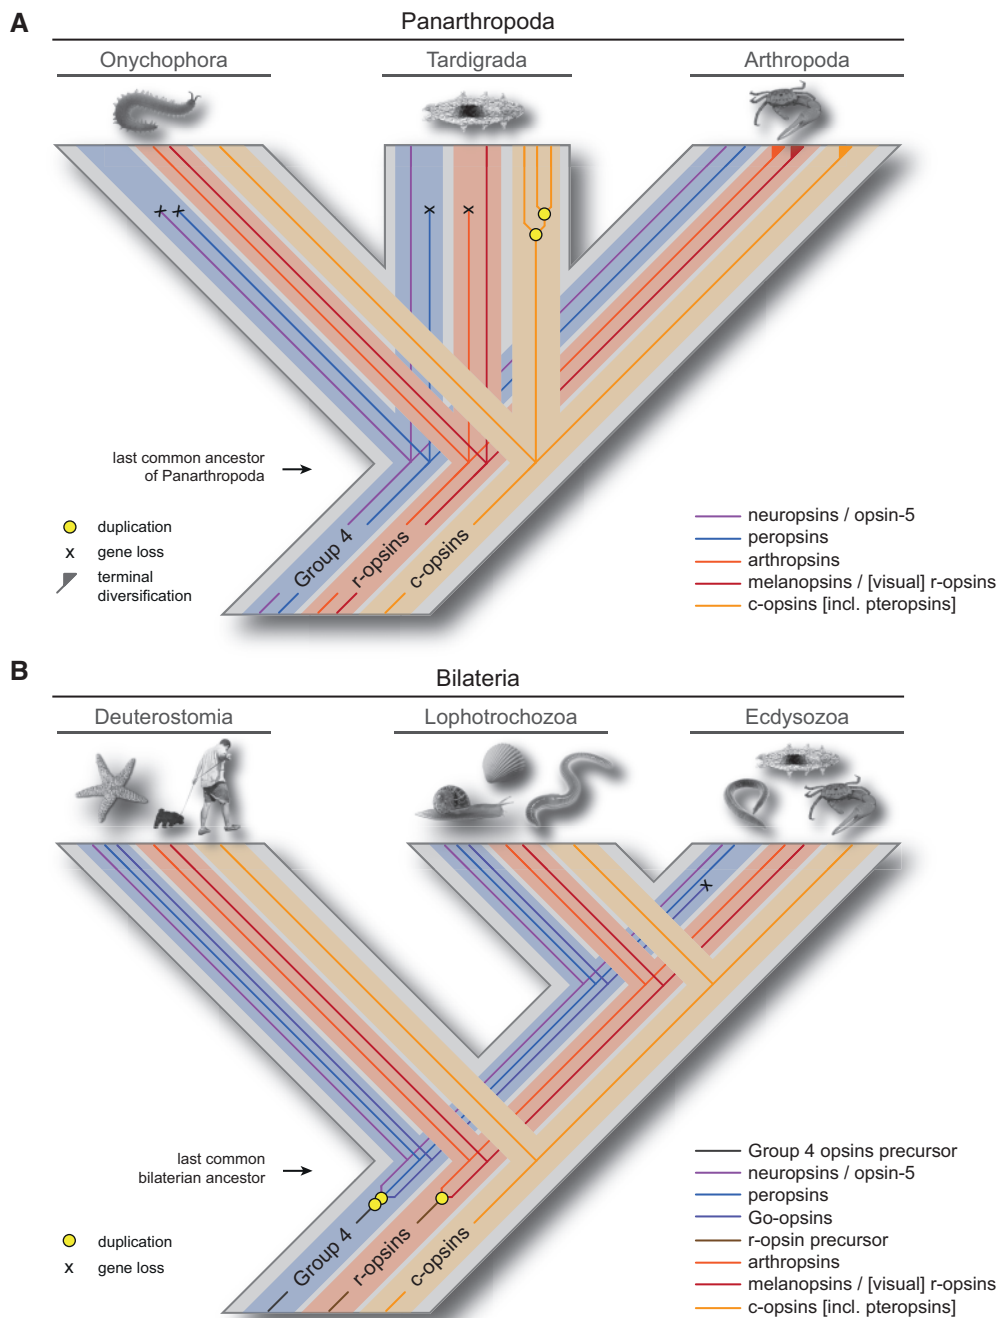 A
Panarthropoda
Onychophora
Tardigrada
Arthropoda
x x
x
x
last common ancestor
of Panarthropoda
duplication
x gene loss
terminal
diversification
Group 4
r-opsins
c-opsins
neuropsins / opsin-5
peropsins
arthropsins
melanopsins / [visual] r-opsins
c-opsins [incl. pteropsins]
B
Bilateria
Deuterostomia
Lophotrochozoa
Ecdysozoa
x
last common
bilaterian ancestor
duplication
x gene loss
Group 4
r-opsins
c-opsins
Group 4 opsins precursor
neuropsins / opsin-5
peropsins
Go-opsins
r-opsin precursor
arthropsins
melanopsins / [visual] r-opsins
c-opsins [incl. pteropsins]